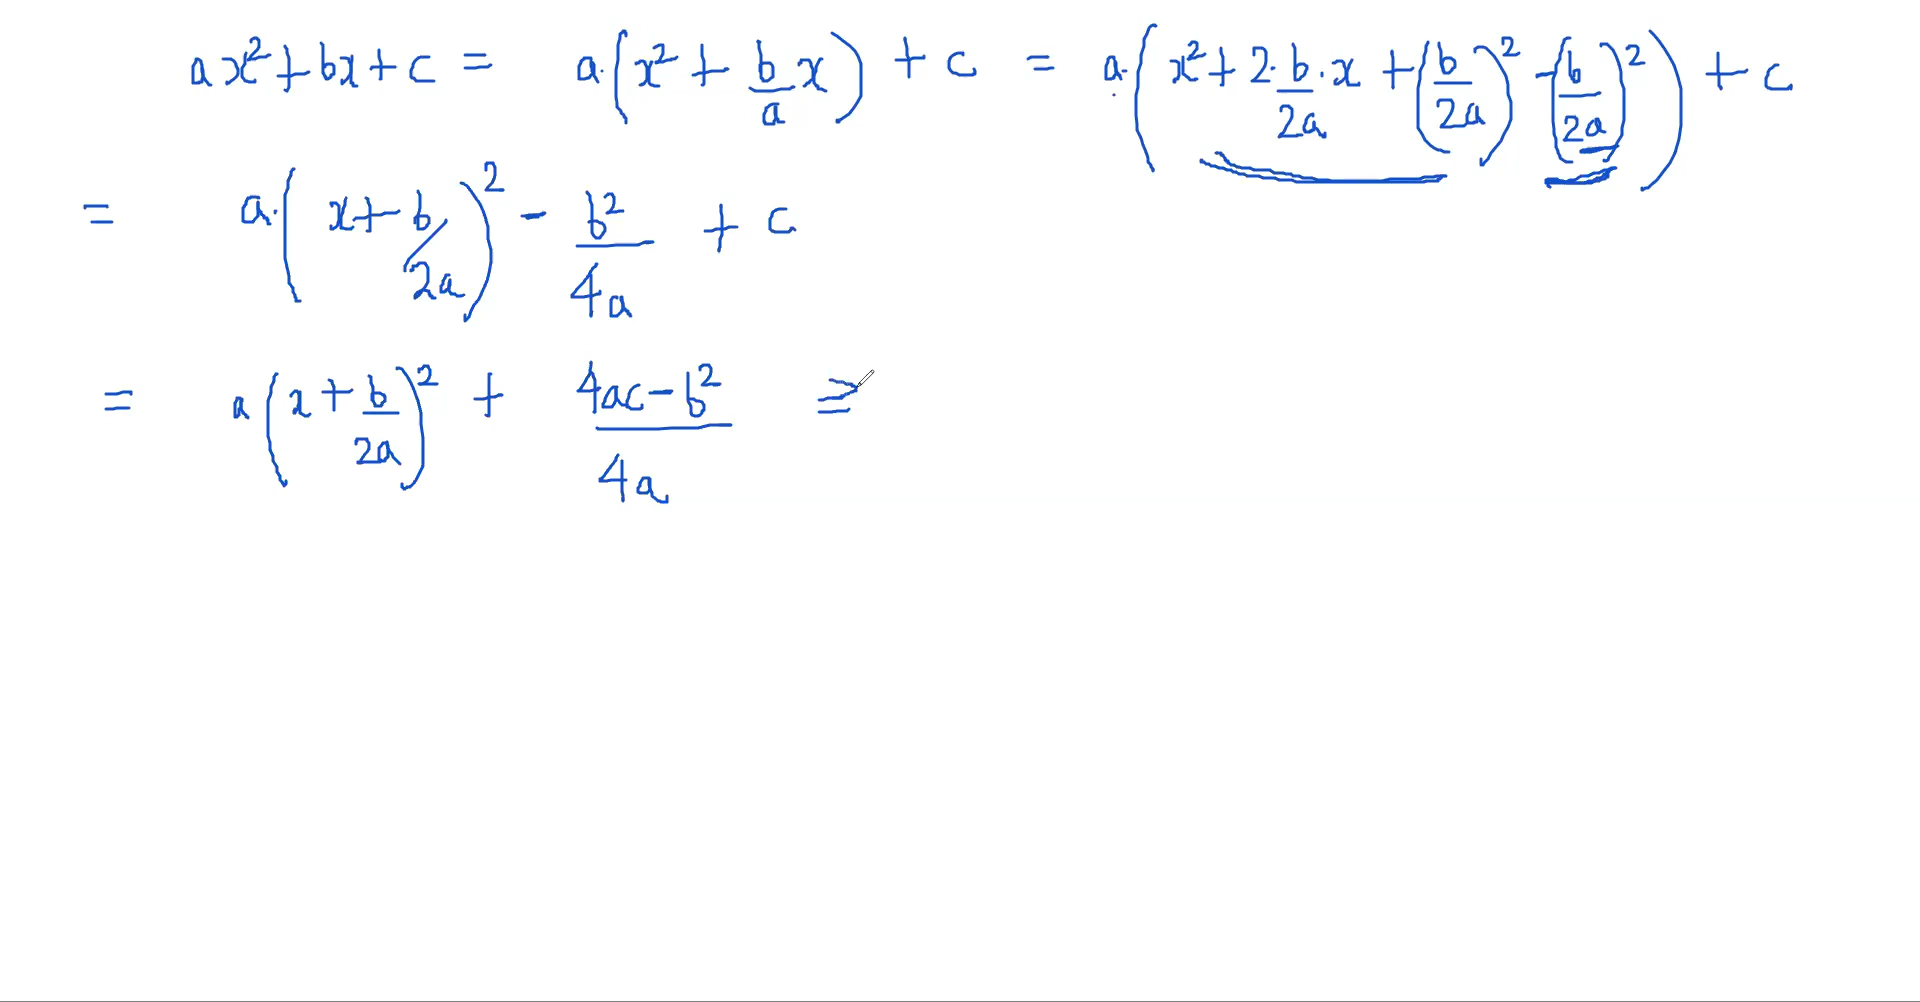 ax² + bx + c = a·(x² + b/a x) + c = a·(x² + 2·b/2a·x + (b/2a)² - (b/2a)²) + c
= a·(x + b/2a)² - b²/4a + c
= a(x + b/2a)² + 4ac - b²/4a ≥